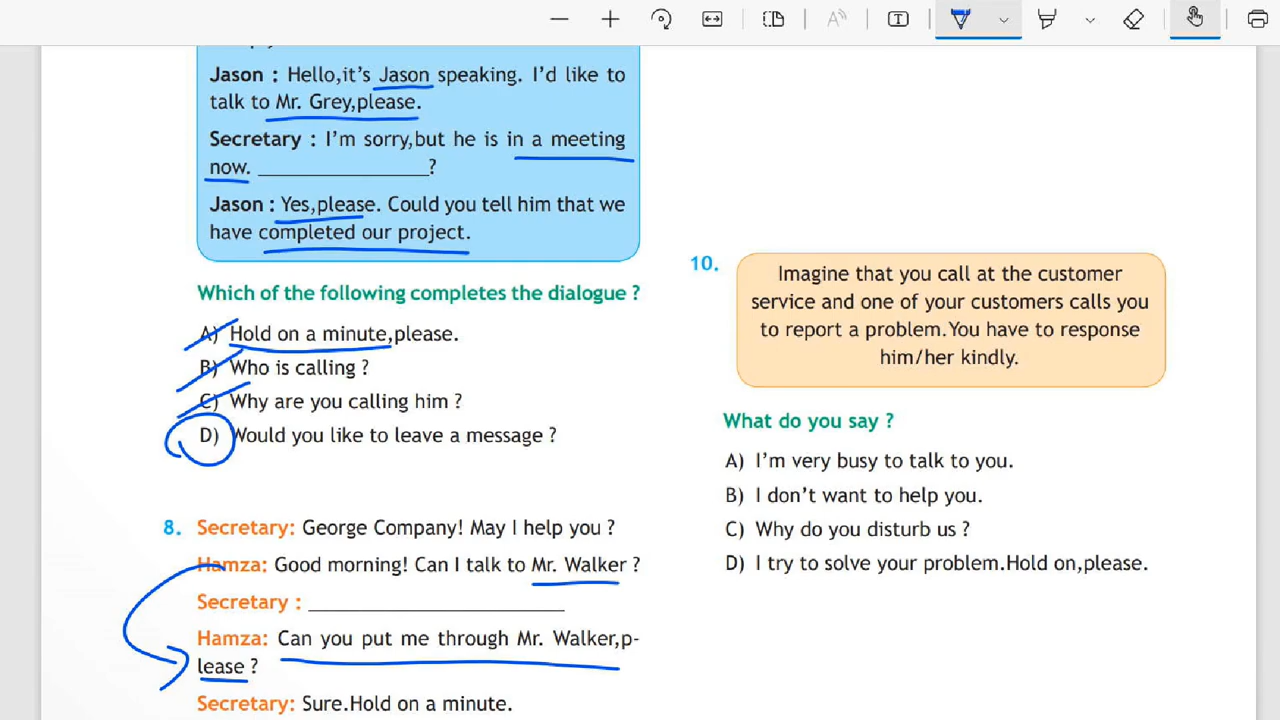 Jason : Hello,it's Jason speaking. I'd like to
talk to Mr. Grey,please.
Secretary : I'm sorry,but he is in a meeting
now. _________________?
Jason : Yes,please. Could you tell him that we
have completed our project.
Which of the following completes the dialogue ?
A) Hold on a minute,please.
B) Who is calling ?
C) Why are you calling him ?
D) Would you like to leave a message ?
8. Secretary: George Company! May I help you ?
Hamza: Good morning! Can I talk to Mr. Walker ?
Secretary : _________________________
Hamza: Can you put me through Mr. Walker,p-
lease ?
Secretary: Sure.Hold on a minute.
10. Imagine that you call at the customer
service and one of your customers calls you
to report a problem.You have to response
him/her kindly.
What do you say ?
A) I'm very busy to talk to you.
B) I don't want to help you.
C) Why do you disturb us ?
D) I try to solve your problem.Hold on,please.